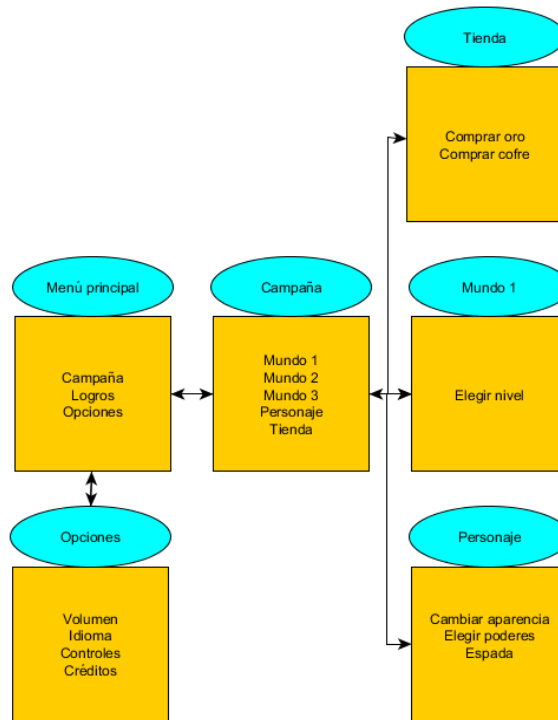 Tienda
Comprar oro
Comprar cofre
Menú principal
Campaña
Logros
Opciones
Campaña
Mundo 1
Mundo 2
Mundo 3
Personaje
Tienda
Mundo 1
Elegir nivel
Opciones
Volumen
Idioma
Controles
Créditos
Personaje
Cambiar aparencia
Elegir poderes
Espada